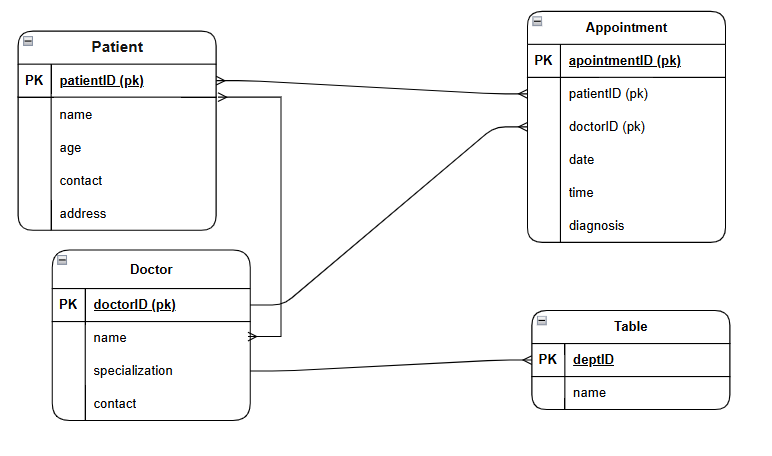 Patient
PK patientID (pk)
name
age
contact
address
Appointment
PK apointmentID (pk)
patientID (pk)
doctorID (pk)
date
time
diagnosis
Doctor
PK doctorID (pk)
name
specialization
contact
Table
PK deptID
name